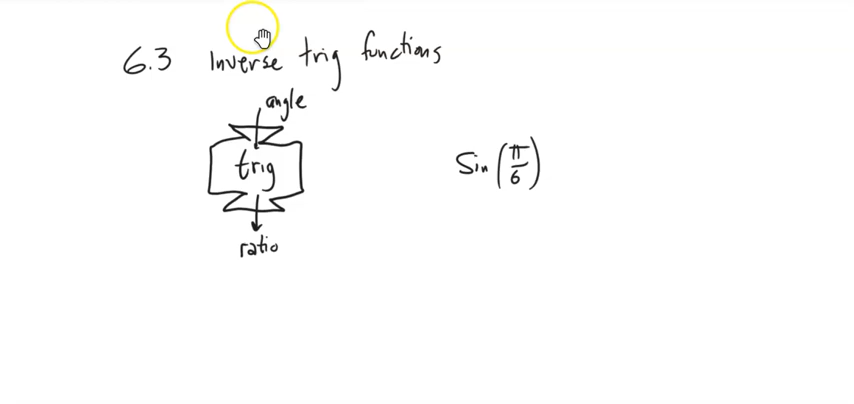 6.3 Inverse trig functions
angle
trig
ratio
Sin(π/6)